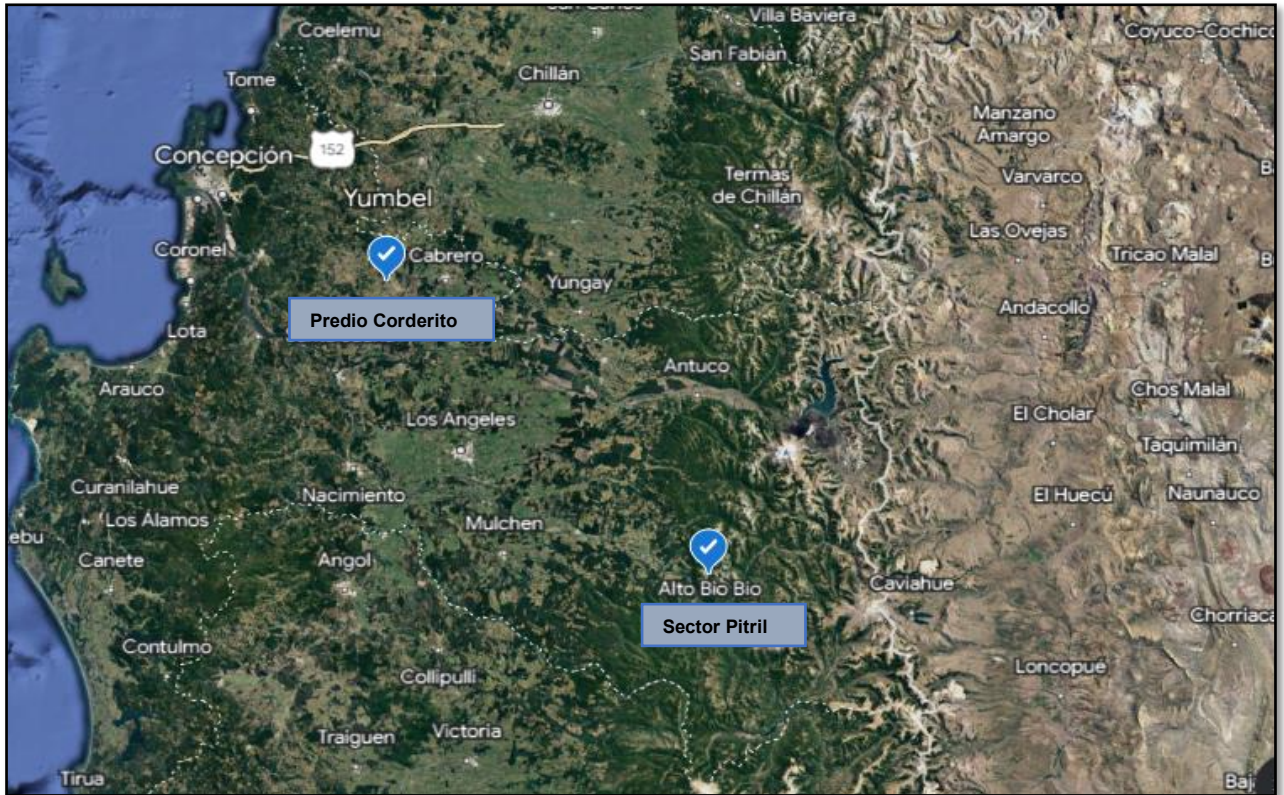 Coelemu
Villa Baviera
Coyuco-Cochico
San Fabián
Tome
Chillán
Manzano
Amargo
Concepción
152
Termas
de Chillán
Varvarco
Yumbel
Las Ovejas
Coronel
Cabrero
Tricao Malal
Yungay
Andacollo
Predio Corderito
Lota
Antuco
Arauco
Chos Malal
El Cholar
Los Angeles
Taquimilán
Curanilahue
Nacimiento
El Huecú
Naunauco
Los Alamos
Mulchen
ebu
Canete
Angol
Alto Bio Bio
Caviahue
Sector Pitril
Chorriaca
Contulmo
Collipulli
Loncopué
Traiguen
Victoria
Tirua
Baj